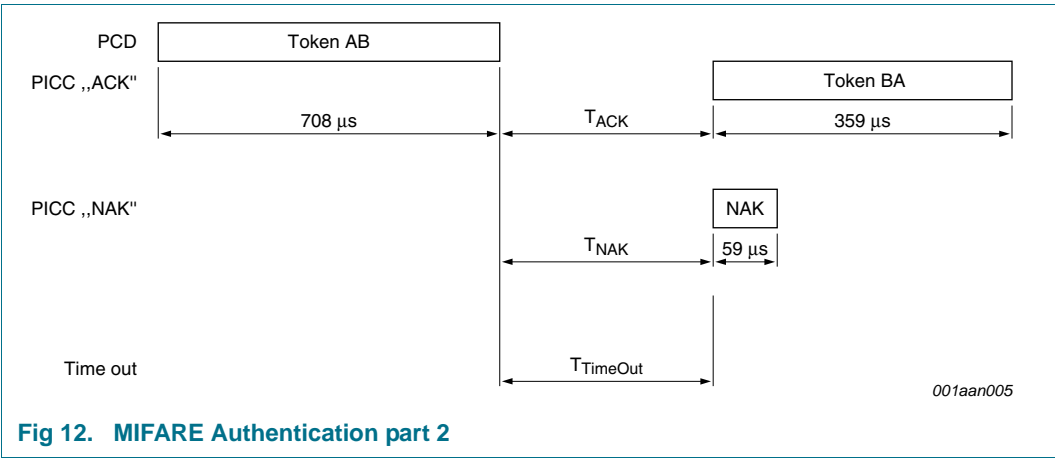 PCD Token AB
PICC ,,ACK" Token BA
708 µs TACK 359 µs
PICC ,,NAK" NAK
TNAK 59 µs
Time out TTimeOut
001aan005
Fig 12. MIFARE Authentication part 2